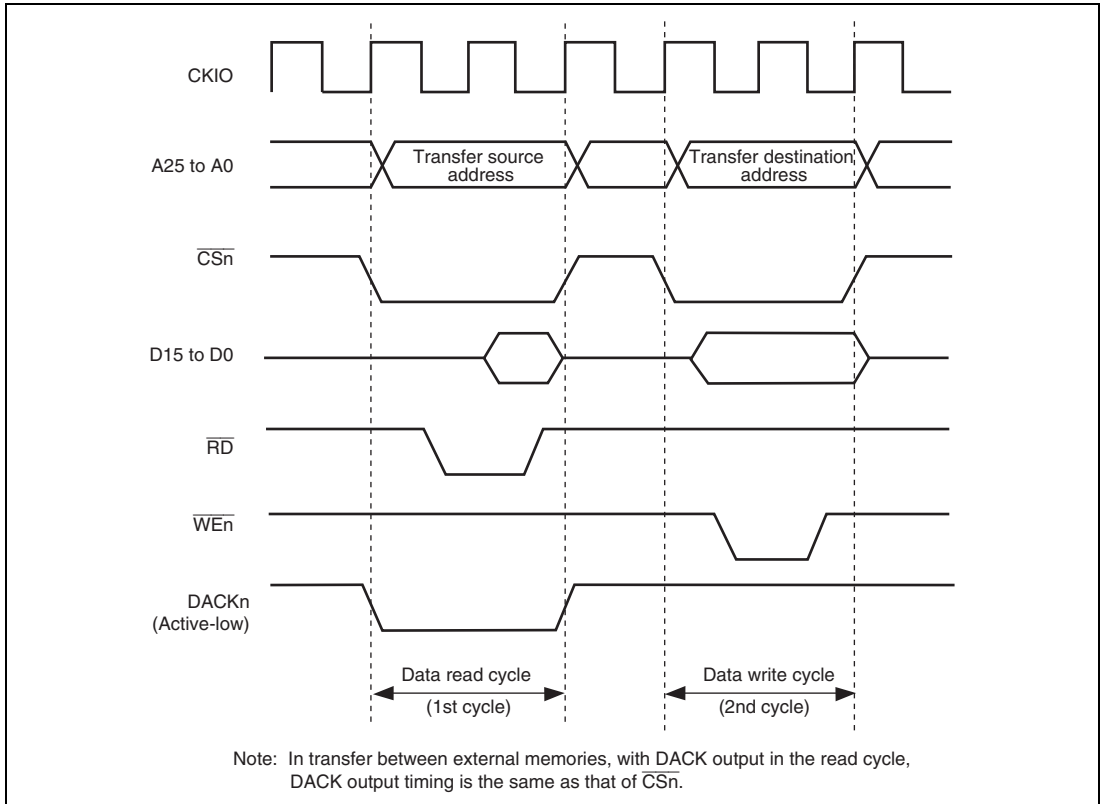 CKIO
A25 to A0
Transfer source
address
Transfer destination
address
CSn
D15 to D0
RD
WEn
DACKn
(Active-low)
Data read cycle
(1st cycle)
Data write cycle
(2nd cycle)
Note: In transfer between external memories, with DACK output in the read cycle,
DACK output timing is the same as that of CSn.